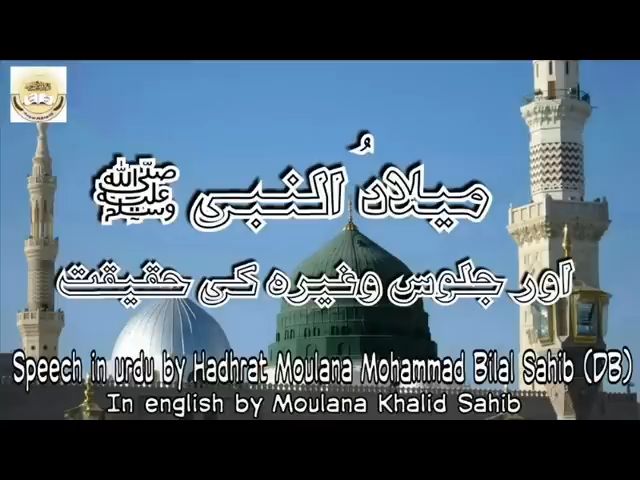 میلادُ النبی ﷺ
اور جلوس وغیرہ کی حقیقت
Speech in urdu by Hadhrat Moulana Mohammad Bilal Sahib (DB)
In english by Moulana Khalid Sahib